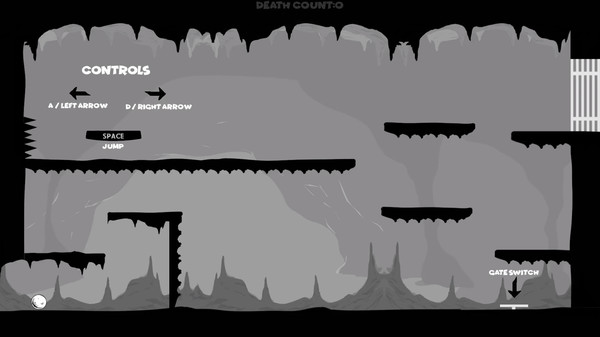 DEATH COUNT:0
CONTROLS
A / LEFT ARROW
D / RIGHT ARROW
SPACE
JUMP
GATE SWITCH